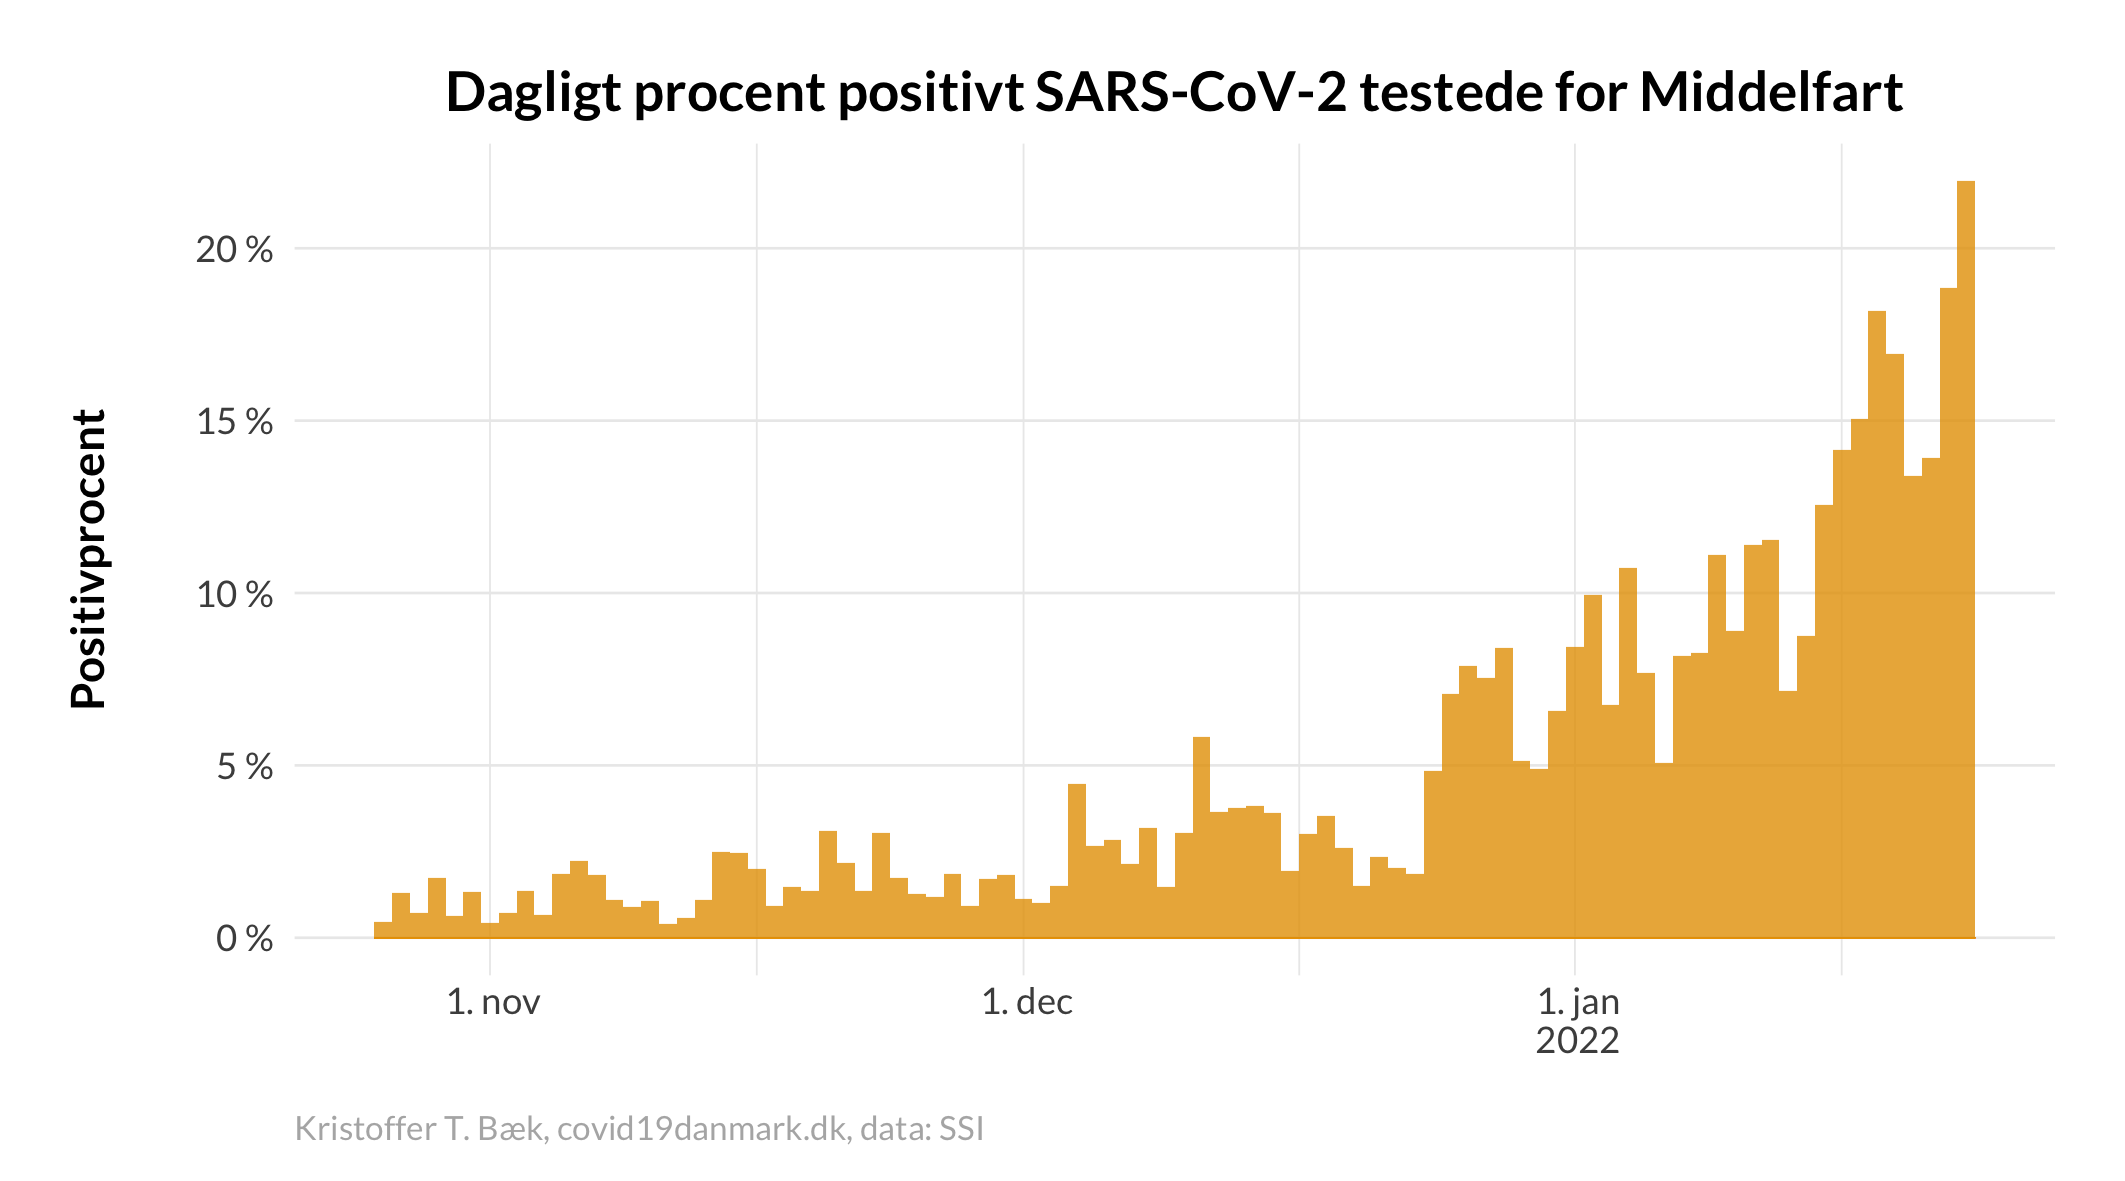 Dagligt procent positivt SARS-CoV-2 testede for Middelfart
Positivprocent
20 %
15 %
10 %
5 %
0 %
1. nov
1. dec
1. jan
2022
Kristoffer T. Bæk, covid19danmark.dk, data: SSI